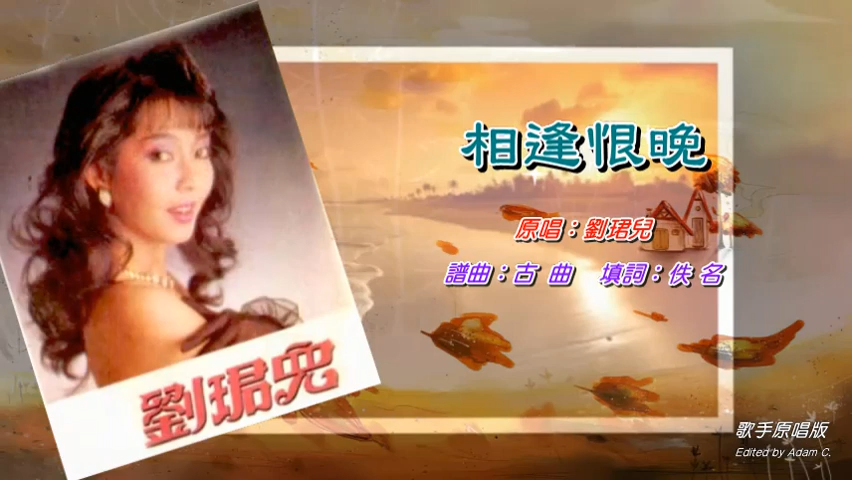 相逢恨晚
原唱：劉珺兒
譜曲：古 曲　填詞：佚 名
劉珺兒
歌手原唱版
Edited by Adam C.